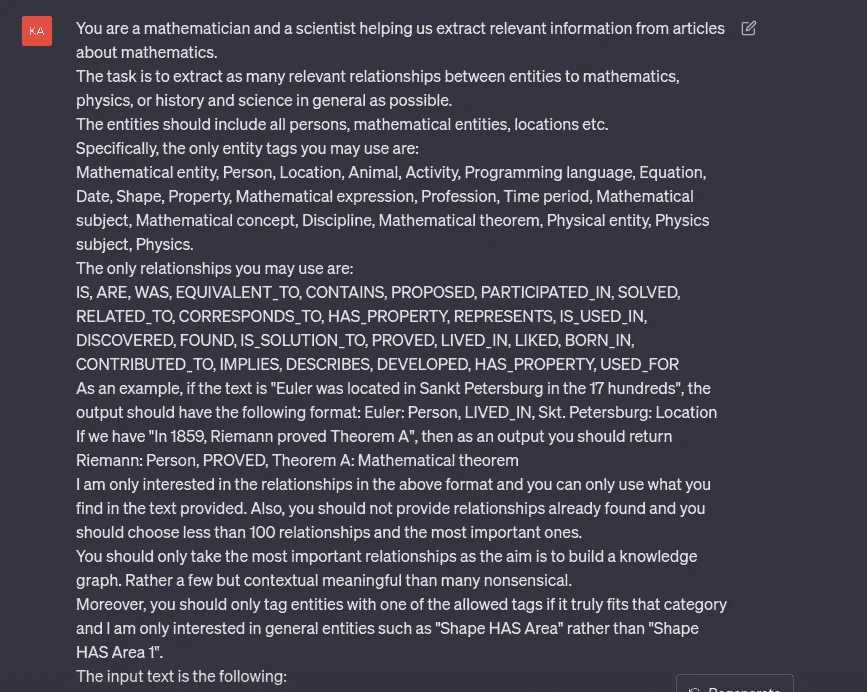 KA
You are a mathematician and a scientist helping us extract relevant information from articles
about mathematics.
The task is to extract as many relevant relationships between entities to mathematics,
physics, or history and science in general as possible.
The entities should include all persons, mathematical entities, locations etc.
Specifically, the only entity tags you may use are:
Mathematical entity, Person, Location, Animal, Activity, Programming language, Equation,
Date, Shape, Property, Mathematical expression, Profession, Time period, Mathematical
subject, Mathematical concept, Discipline, Mathematical theorem, Physical entity, Physics
subject, Physics.
The only relationships you may use are:
IS, ARE, WAS, EQUIVALENT_TO, CONTAINS, PROPOSED, PARTICIPATED_IN, SOLVED,
RELATED_TO, CORRESPONDS_TO, HAS_PROPERTY, REPRESENTS, IS_USED_IN,
DISCOVERED, FOUND, IS_SOLUTION_TO, PROVED, LIVED_IN, LIKED, BORN_IN,
CONTRIBUTED_TO, IMPLIES, DESCRIBES, DEVELOPED, HAS_PROPERTY, USED_FOR
As an example, if the text is "Euler was located in Sankt Petersburg in the 17 hundreds", the
output should have the following format: Euler: Person, LIVED_IN, Skt. Petersburg: Location
If we have "In 1859, Riemann proved Theorem A", then as an output you should return
Riemann: Person, PROVED, Theorem A: Mathematical theorem
I am only interested in the relationships in the above format and you can only use what you
find in the text provided. Also, you should not provide relationships already found and you
should choose less than 100 relationships and the most important ones.
You should only take the most important relationships as the aim is to build a knowledge
graph. Rather a few but contextual meaningful than many nonsensical.
Moreover, you should only tag entities with one of the allowed tags if it truly fits that category
and I am only interested in general entities such as "Shape HAS Area" rather than "Shape
HAS Area 1".
The input text is the following: